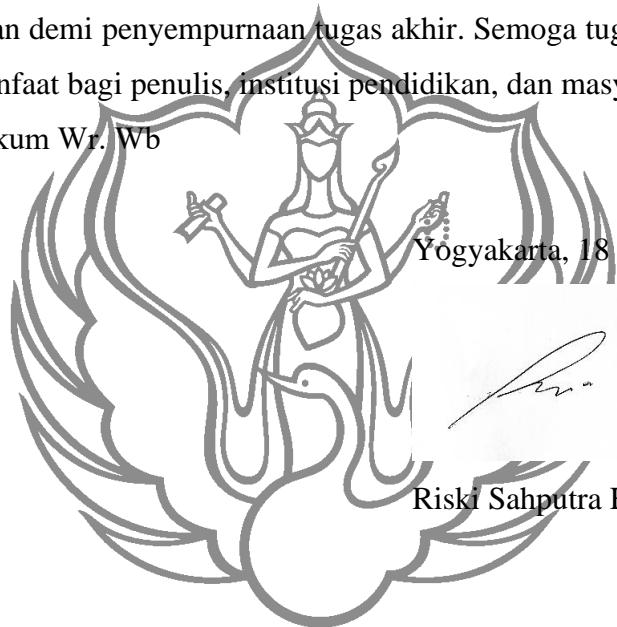 an demi penyempurnaan tugas akhir. Semoga tug
nfaat bagi penulis, institusi pendidikan, dan masy
kum Wr. Wb
Yogyakarta, 18
Riski Sahputra